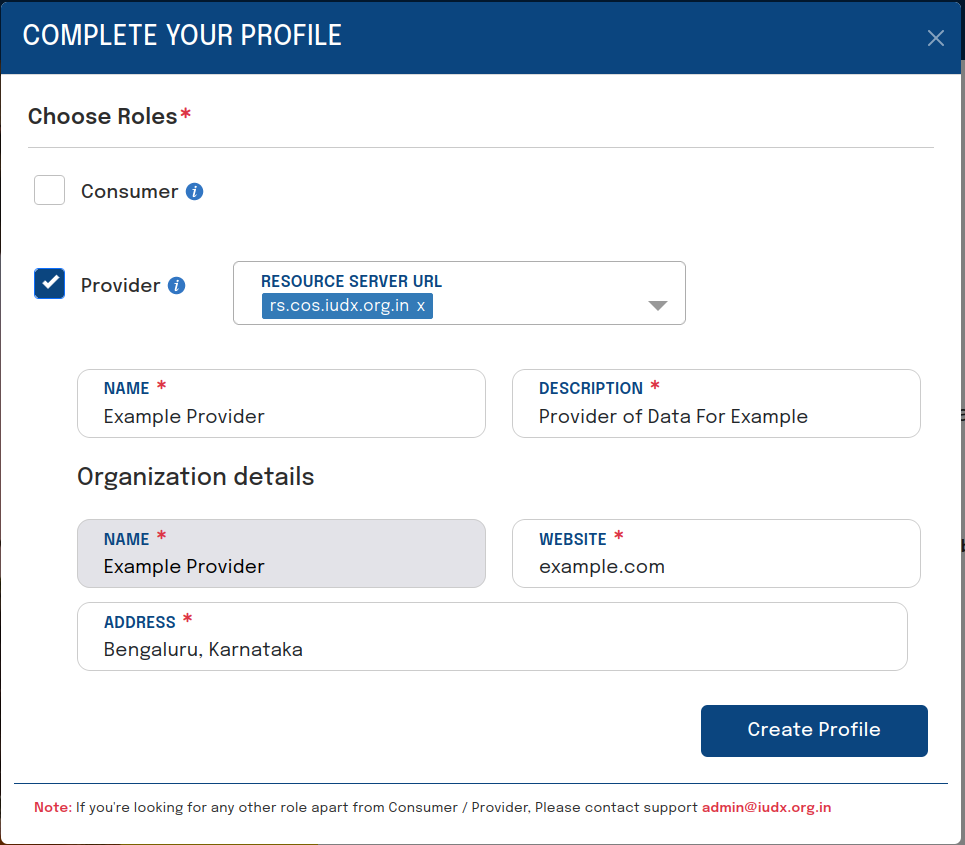 COMPLETE YOUR PROFILE
Choose Roles*
Consumer i
Provider i
RESOURCE SERVER URL
rs.cos.iudx.org.in x
NAME *
Example Provider
DESCRIPTION *
Provider of Data For Example
Organization details
NAME *
Example Provider
WEBSITE *
example.com
ADDRESS *
Bengaluru, Karnataka
Create Profile
Note: If you're looking for any other role apart from Consumer / Provider, Please contact support admin@iudx.org.in